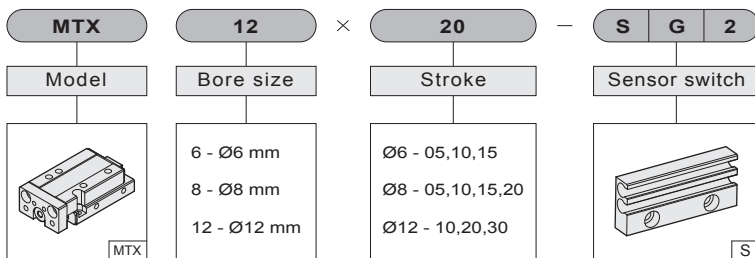 MTX 12 × 20 – S G 2
Model Bore size Stroke Sensor switch
6 - Ø6 mm Ø6 - 05,10,15
8 - Ø8 mm Ø8 - 05,10,15,20
12 - Ø12 mm Ø12 - 10,20,30
MTX S